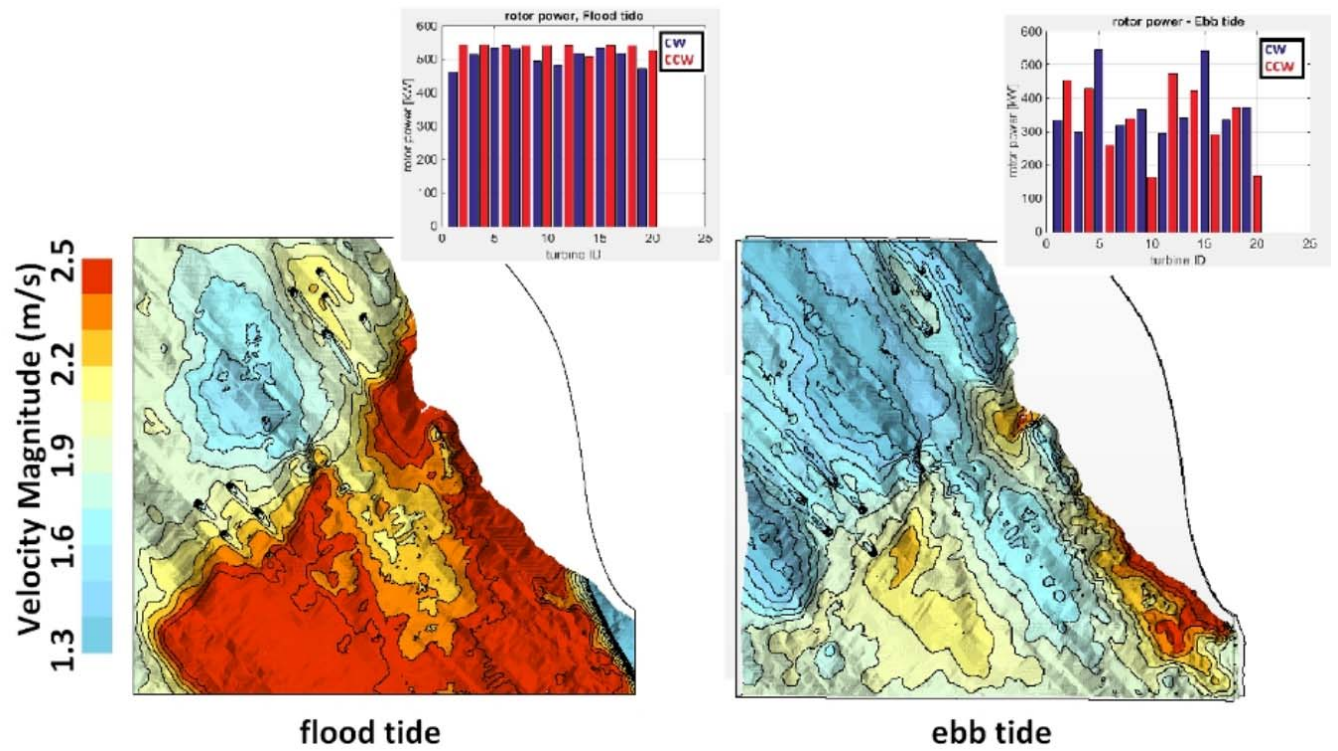 rotor power, Flood tide
rotor power [kW]
600
500
400
300
200
100
0
CW
CCW
0 5 10 15 20 25
turbine ID
rotor power - Ebb tide
rotor power [kW]
600
500
400
300
200
100
0
CW
CCW
0 5 10 15 20 25
turbine ID
Velocity Magnitude (m/s)
2.5
2.2
1.9
1.6
1.3
flood tide
ebb tide